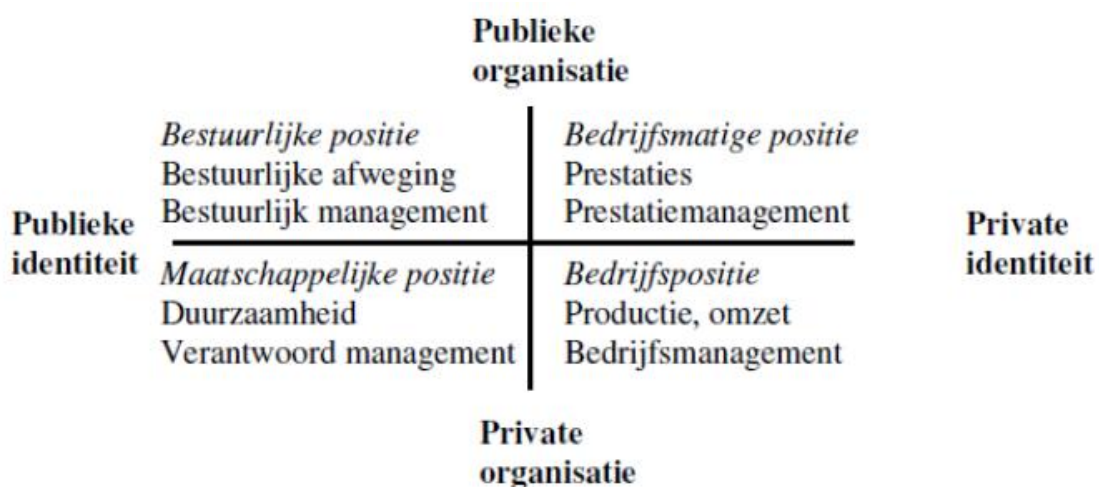 Publieke
organisatie
Bestuurlijke positie
Bestuurlijke afweging
Bestuurlijk management
Bedrijfsmatige positie
Prestaties
Prestatiemanagement
Publieke
identiteit
Private
identiteit
Maatschappelijke positie
Duurzaamheid
Verantwoord management
Bedrijfspositie
Productie, omzet
Bedrijfsmanagement
Private
organisatie